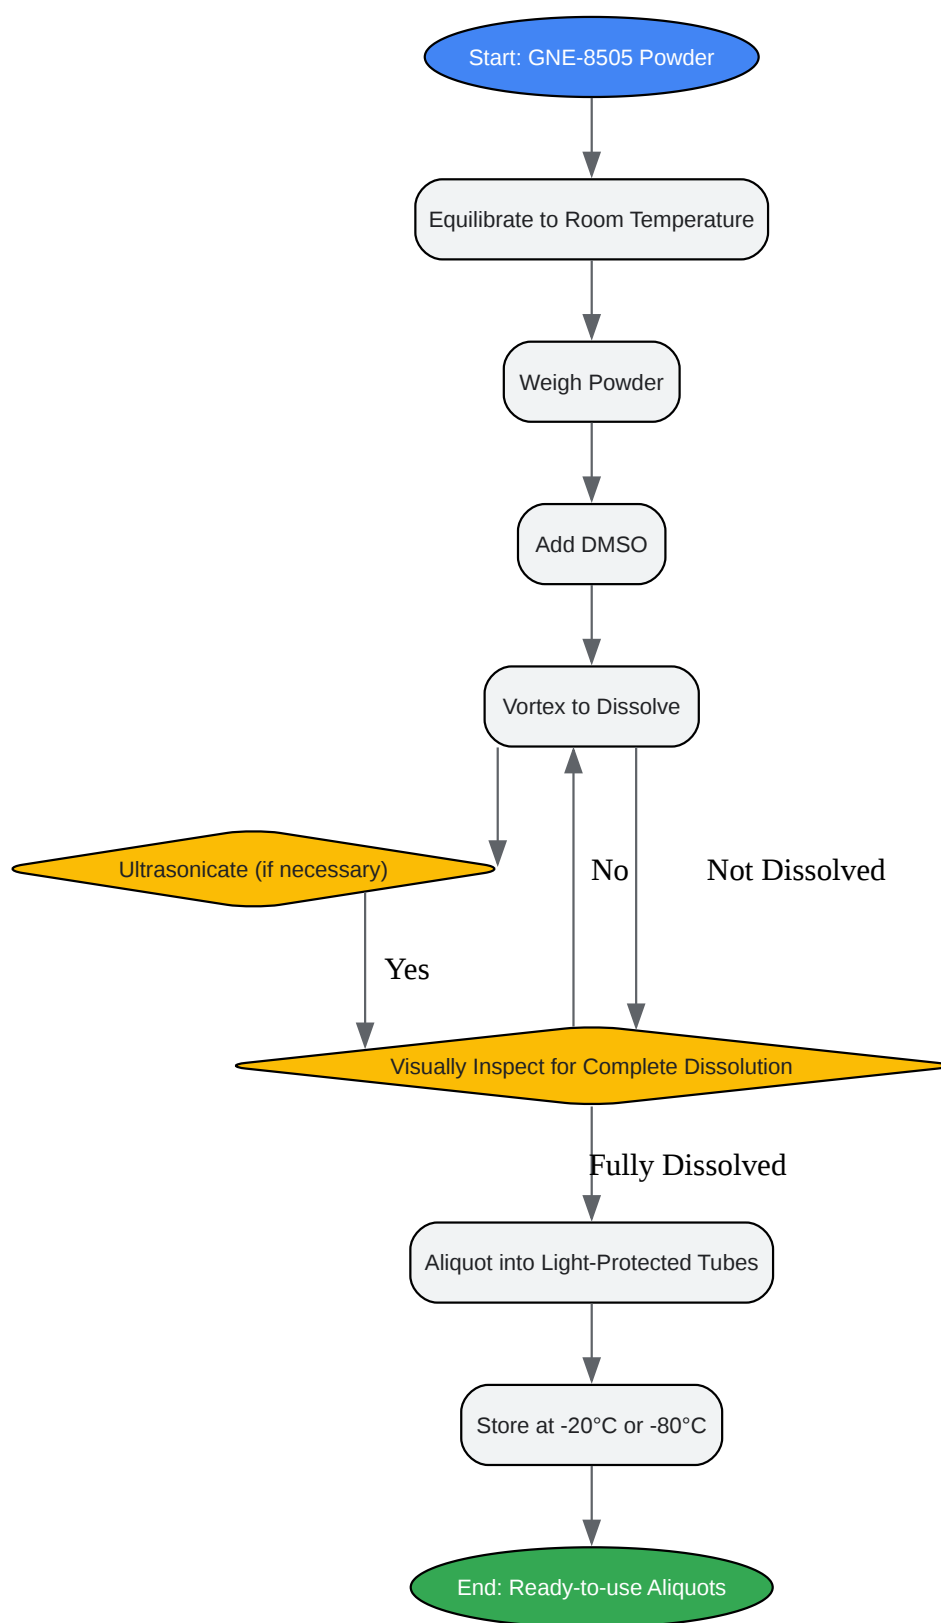 Start: GNE-8505 Powder
Equilibrate to Room Temperature
Weigh Powder
Add DMSO
Vortex to Dissolve
Ultrasonicate (if necessary)
No
Not Dissolved
Yes
Visually Inspect for Complete Dissolution
Fully Dissolved
Aliquot into Light-Protected Tubes
Store at -20°C or -80°C
End: Ready-to-use Aliquots